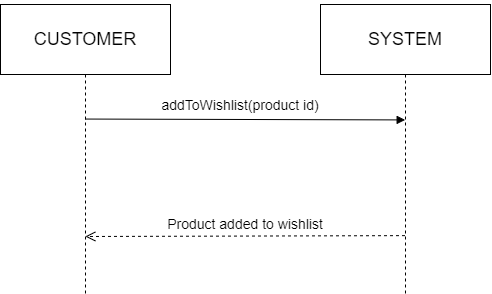 CUSTOMER
SYSTEM
addToWishlist(product id)
Product added to wishlist